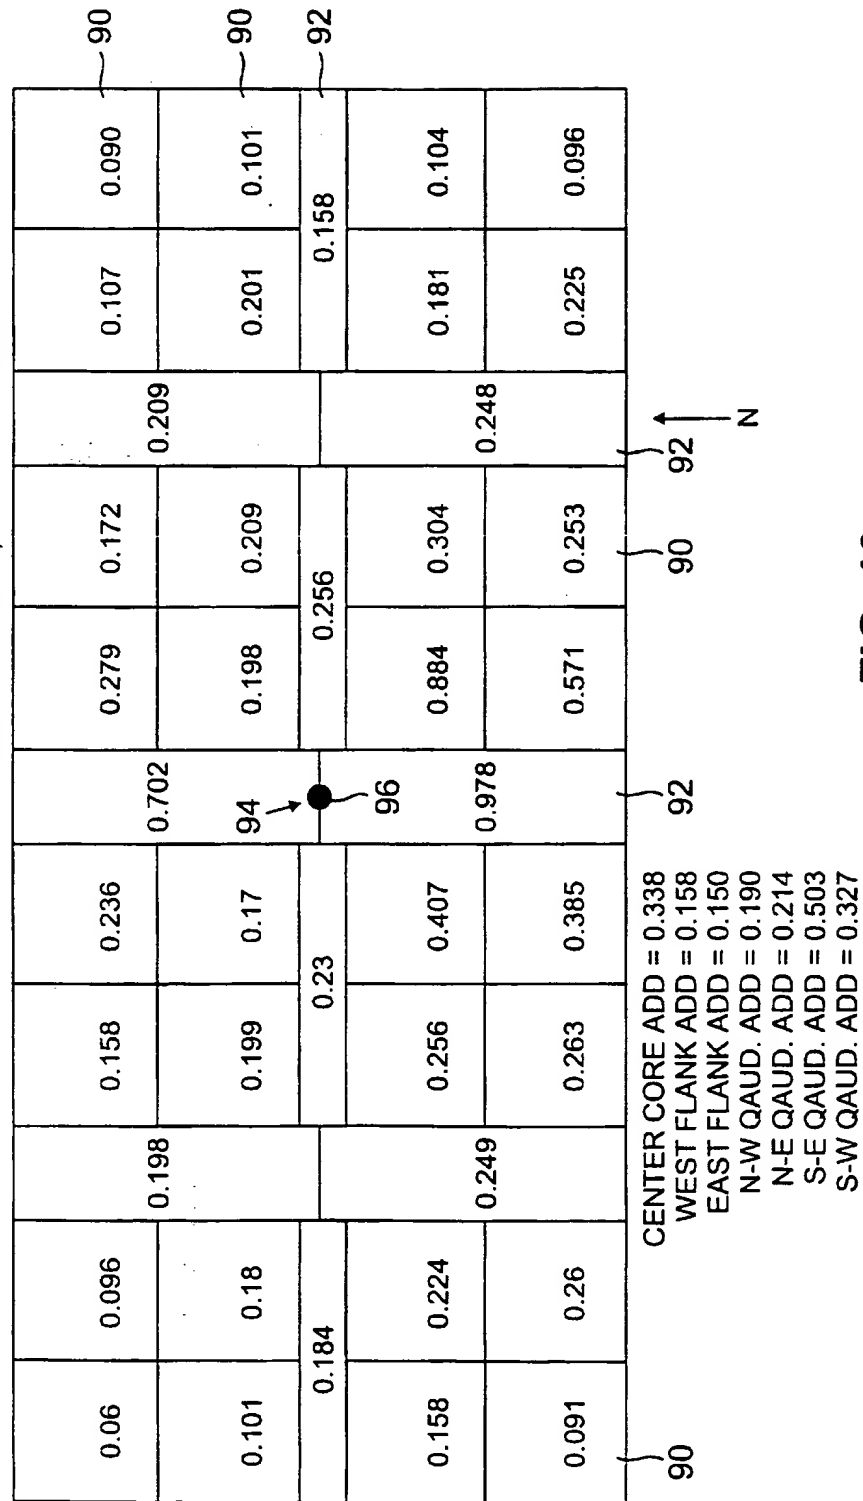 0.06 0.096 0.158 0.236 0.279 0.172 0.107 0.090 90
0.198 0.702 0.209
0.101 0.18 0.199 0.17 94 0.198 0.209 0.201 0.101 90
0.184 0.23 0.256 0.158 92
96
0.158 0.224 0.256 0.407 0.884 0.304 0.181 0.104
0.249 0.978 0.248
0.091 0.26 0.263 0.385 0.571 0.253 0.225 0.096
90 92 90 92
N
CENTER CORE ADD = 0.338
WEST FLANK ADD = 0.158
EAST FLANK ADD = 0.150
N-W QAUD. ADD = 0.190
N-E QAUD. ADD = 0.214
S-E QAUD. ADD = 0.503
S-W QAUD. ADD = 0.327